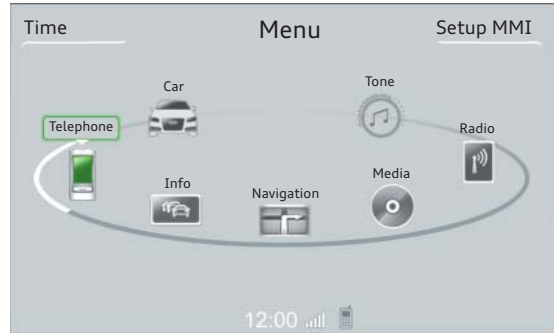 Time
Menu
Setup MMI
Car
Tone
Telephone
Radio
Info
Navigation
Media
12:00